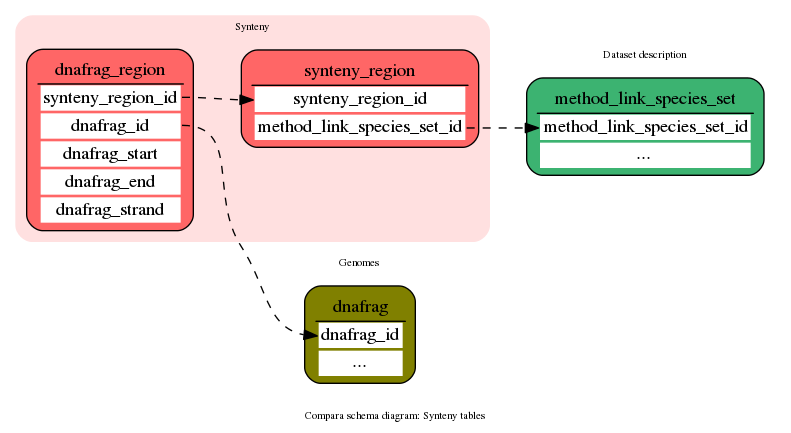 Synteny
dnafrag_region
synteny_region_id
dnafrag_id
dnafrag_start
dnafrag_end
dnafrag_strand
synteny_region
synteny_region_id
method_link_species_set_id
Dataset description
method_link_species_set
method_link_species_set_id
...
Genomes
dnafrag
dnafrag_id
...
Compara schema diagram: Synteny tables